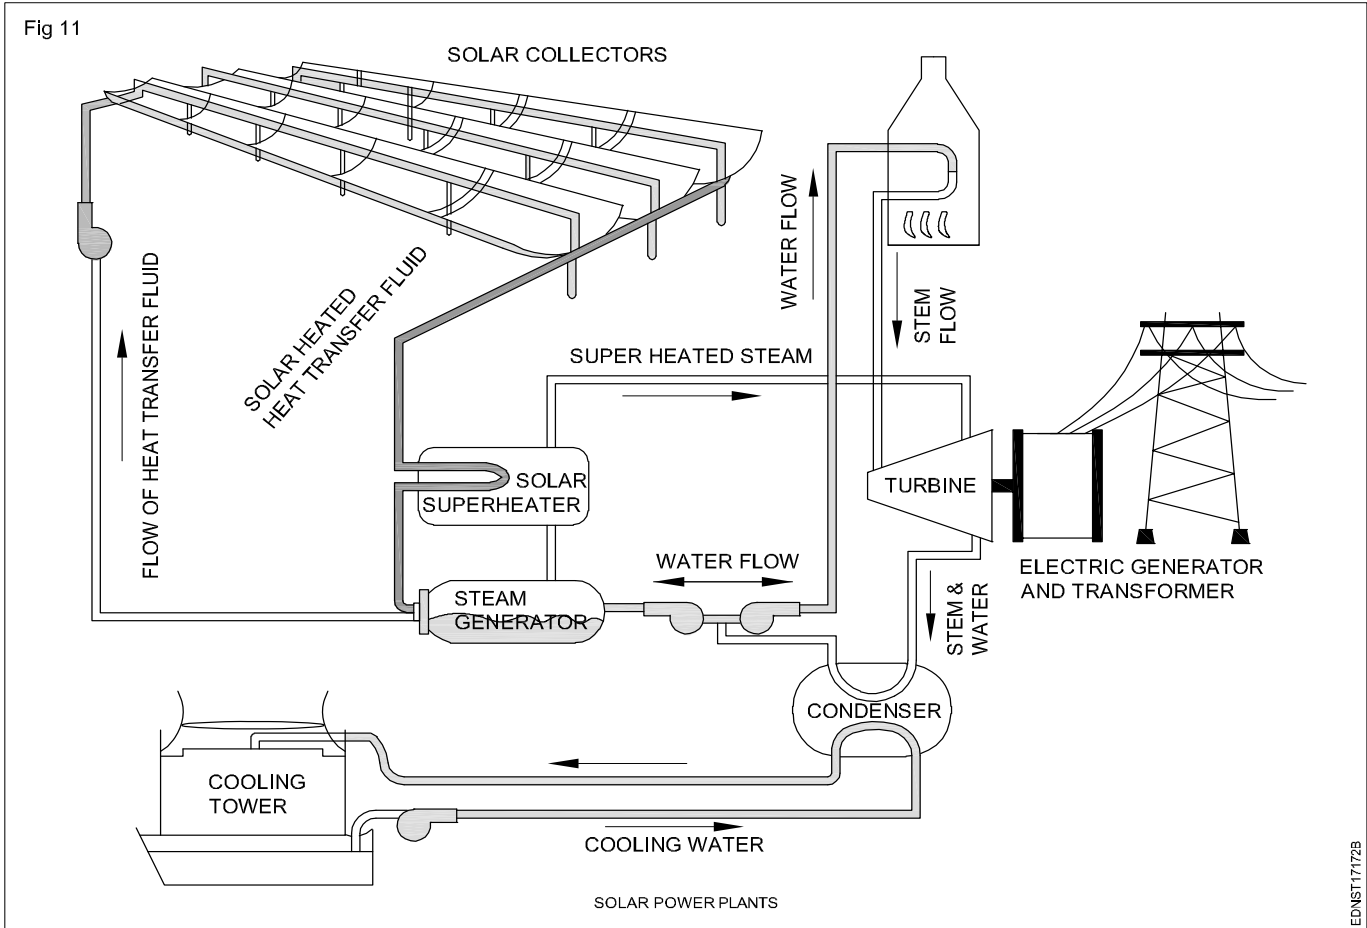 Fig 11
SOLAR COLLECTORS
WATER FLOW
STEM
FLOW
FLOW OF HEAT TRANSFER FLUID
SOLAR HEATED
HEAT TRANSFER FLUID
SUPER HEATED STEAM
SOLAR
SUPERHEATER
TURBINE
ELECTRIC GENERATOR
AND TRANSFORMER
WATER FLOW
STEAM
GENERATOR
STEM &
WATER
CONDENSER
COOLING
TOWER
COOLING WATER
SOLAR POWER PLANTS
EDNST17172B